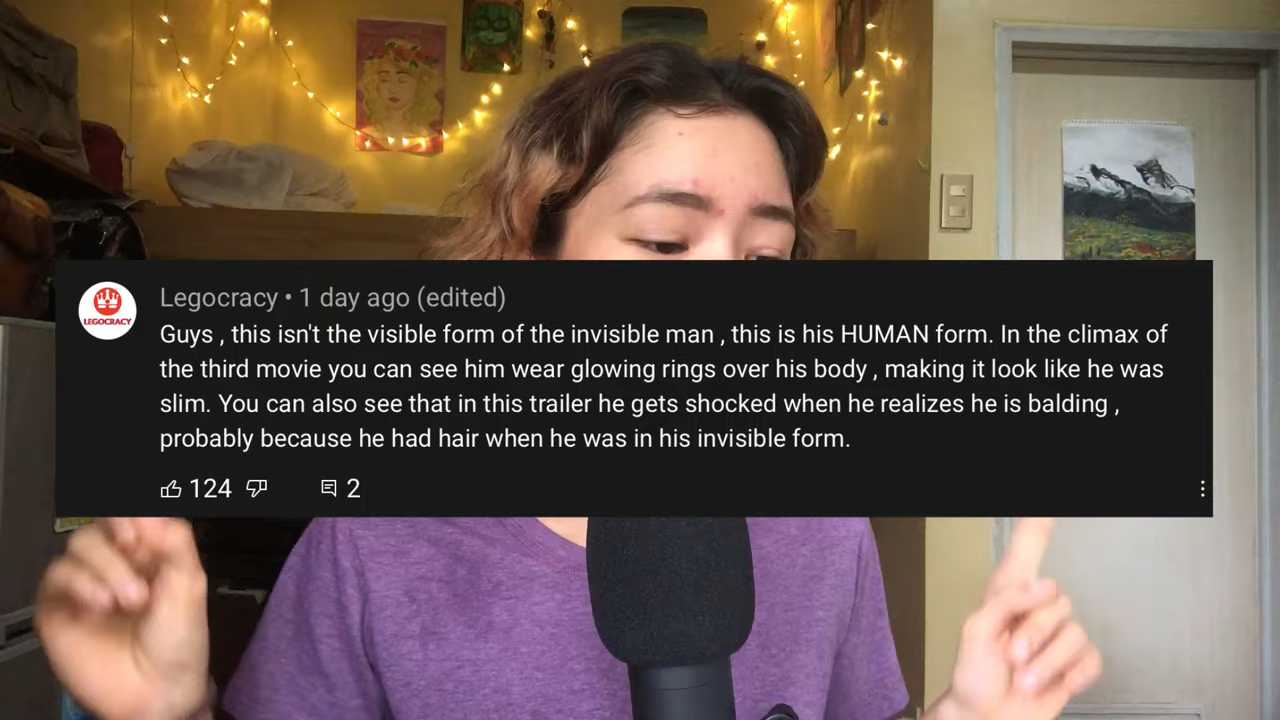 LEGOCRACY
Legocracy • 1 day ago (edited)
Guys , this isn't the visible form of the invisible man , this is his HUMAN form. In the climax of
the third movie you can see him wear glowing rings over his body , making it look like he was
slim. You can also see that in this trailer he gets shocked when he realizes he is balding ,
probably because he had hair when he was in his invisible form.
124 2